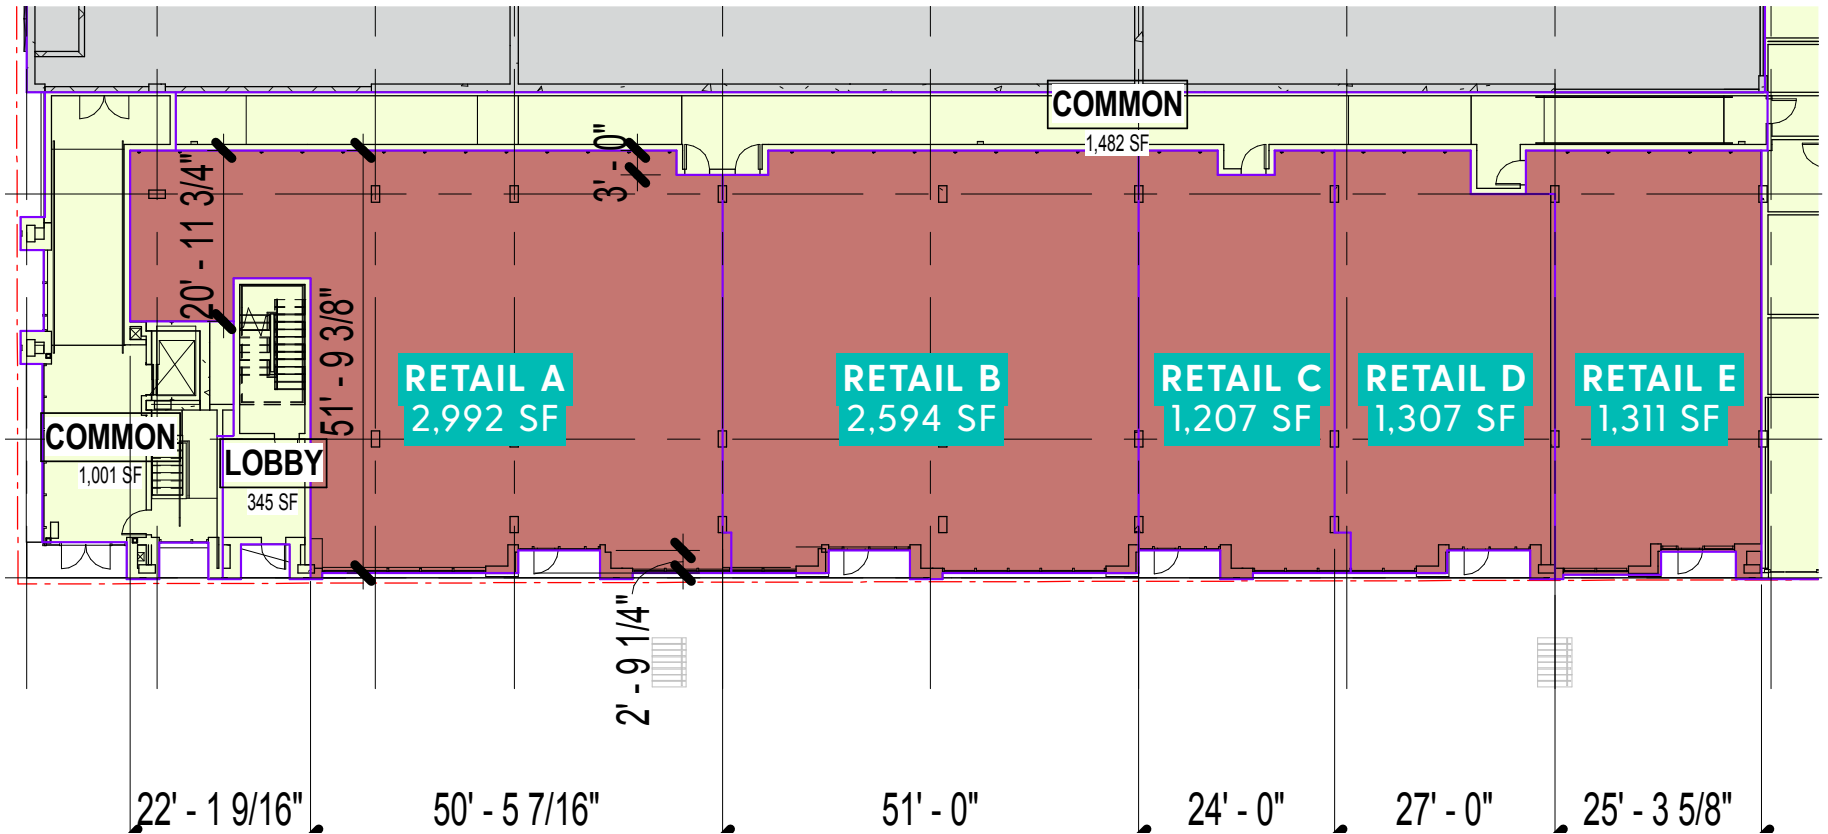 COMMON
1,482 SF
3' - 0"
20' - 11 3/4"
51' - 9 3/8"
RETAIL A
2,992 SF
RETAIL B
2,594 SF
RETAIL C
1,207 SF
RETAIL D
1,307 SF
RETAIL E
1,311 SF
COMMON
1,001 SF
LOBBY
345 SF
2' - 9 1/4"
22' - 1 9/16"
50' - 5 7/16"
51' - 0"
24' - 0"
27' - 0"
25' - 3 5/8"